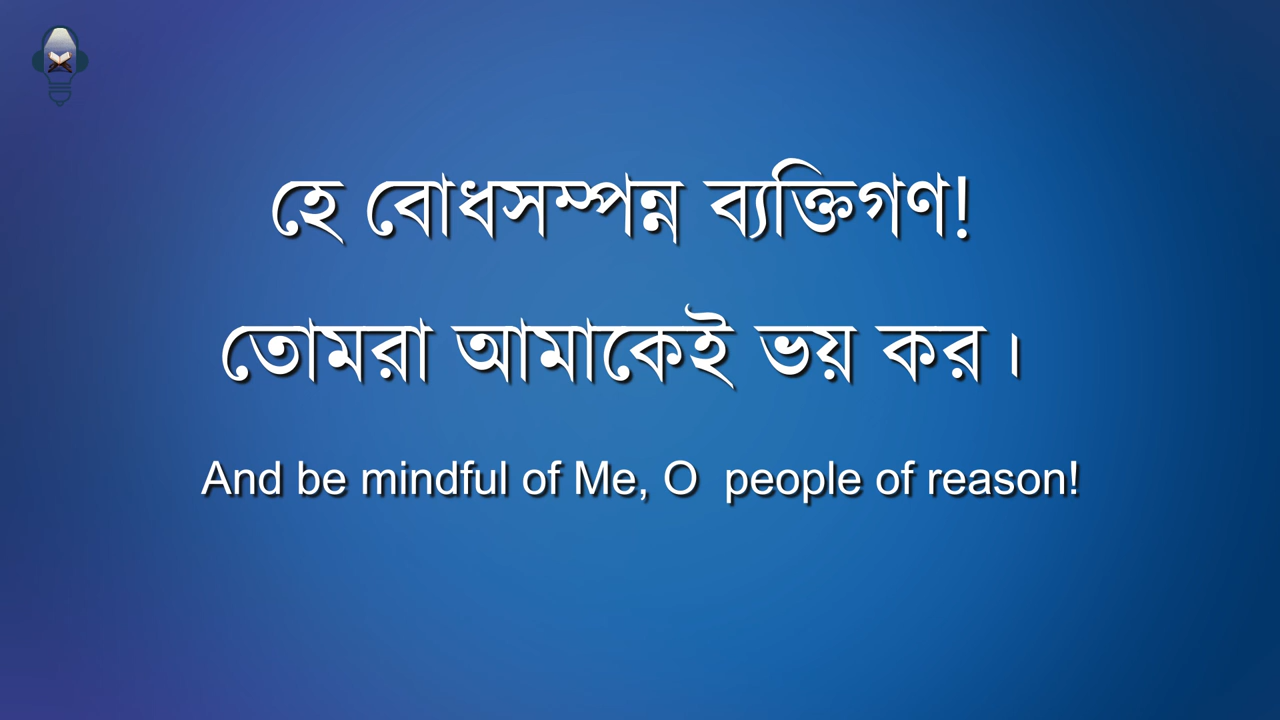 হে বোধসম্পন্ন ব্যক্তিগণ!
তোমরা আমাকেই ভয় কর।
And be mindful of Me, O  people of reason!